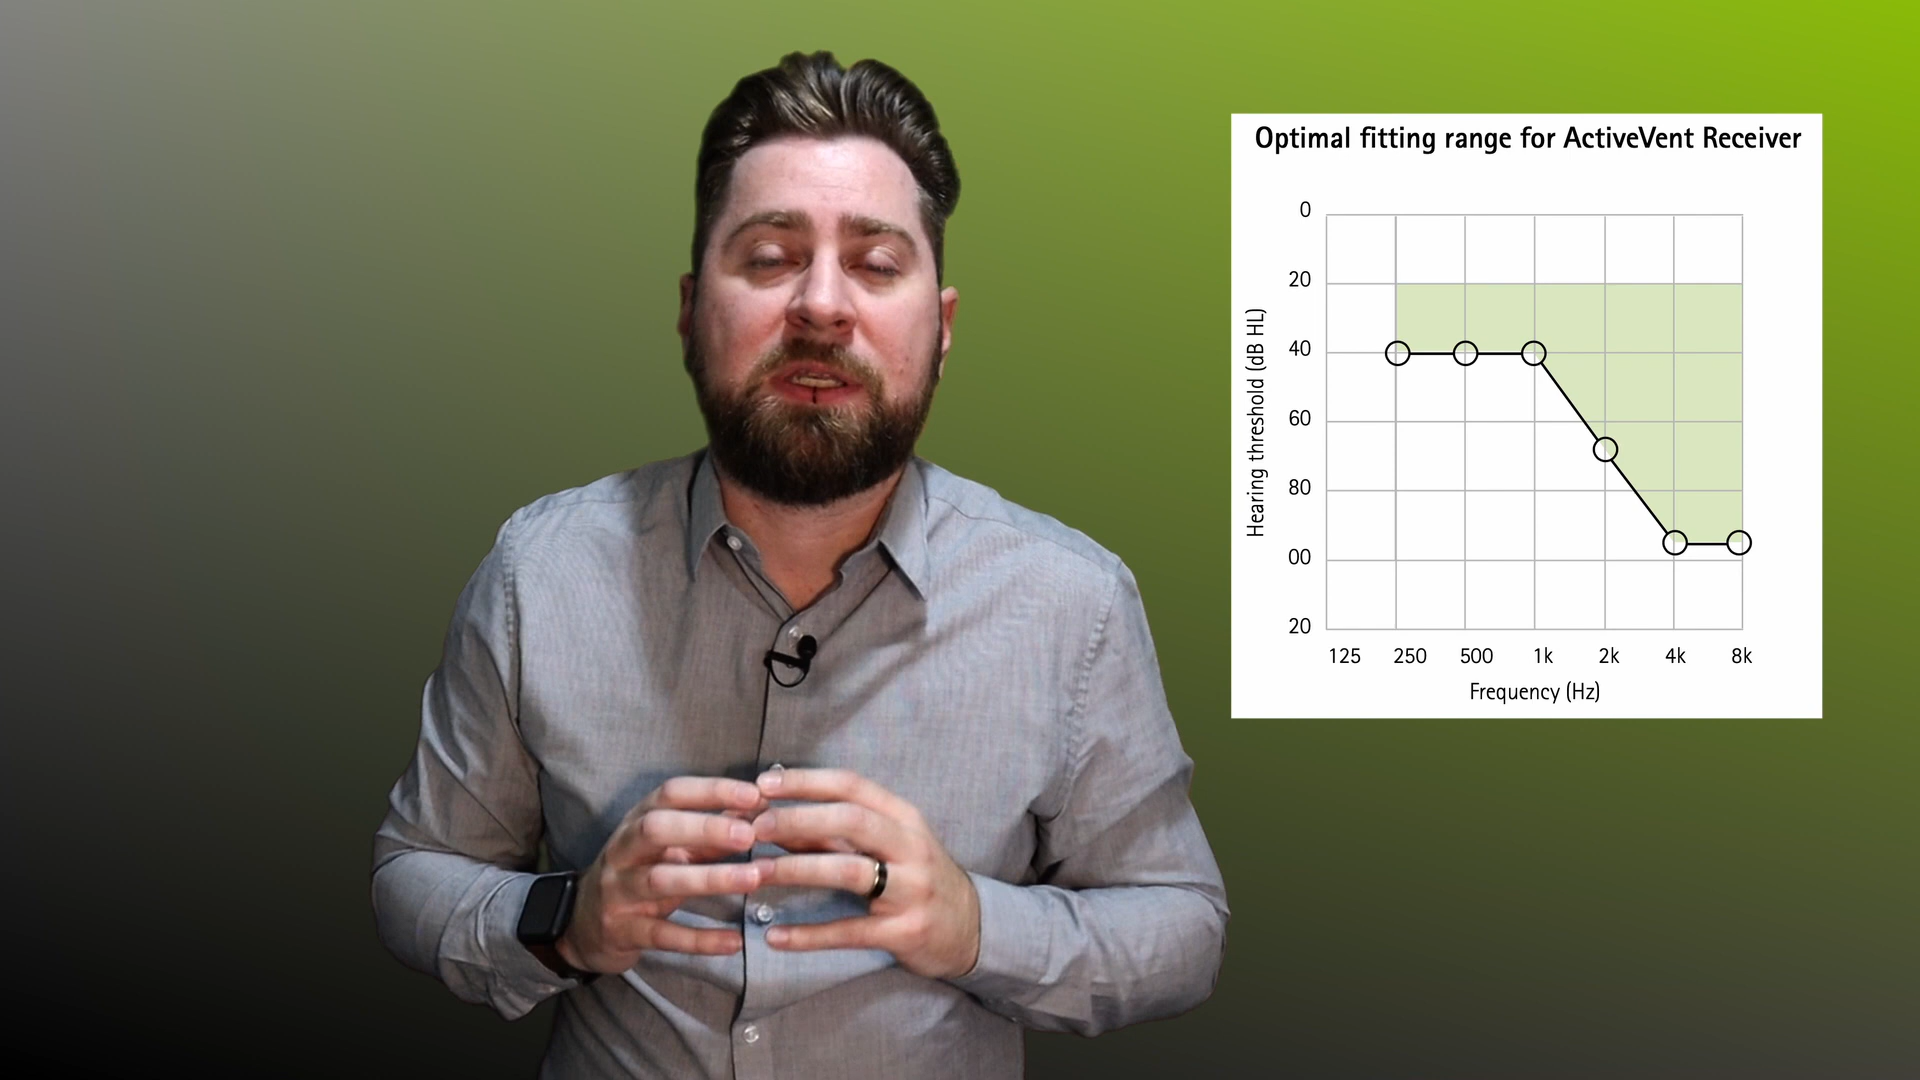 Optimal fitting range for ActiveVent Receiver
0
20
40
60
80
00
20
Hearing threshold (dB HL)
125 250 500 1k 2k 4k 8k
Frequency (Hz)